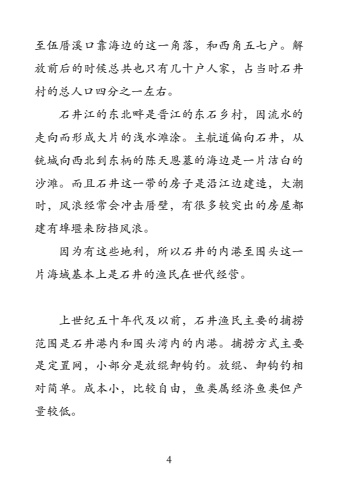 至伍厝溪口靠海边的这一角落，和西角五七户。解
放前后的时候总共也只有几十户人家，占当时石井
村的总人口四分之一左右。
石井江的东北畔是晋江的东石乡村，因流水的
走向而形成大片的浅水滩涂。主航道偏向石井，从
铳城向西北到东柄的陈天恩墓的海边是一片洁白的
沙滩。而且石井这一带的房子是沿江边建造，大潮
时，风浪经常会冲击厝壁，有很多较突出的房屋都
建有埠堰来防挡风浪。
因为有这些地利，所以石井的内港至围头这一
片海域基本上是石井的渔民在世代经营。
上世纪五十年代及以前，石井渔民主要的捕捞
范围是石井港内和围头湾内的内港。捕捞方式主要
是定置网，小部分是放绲卸钩钓。放绲、卸钩钓相
对简单。成本小，比较自由，鱼类属经济鱼类但产
量较低。
4